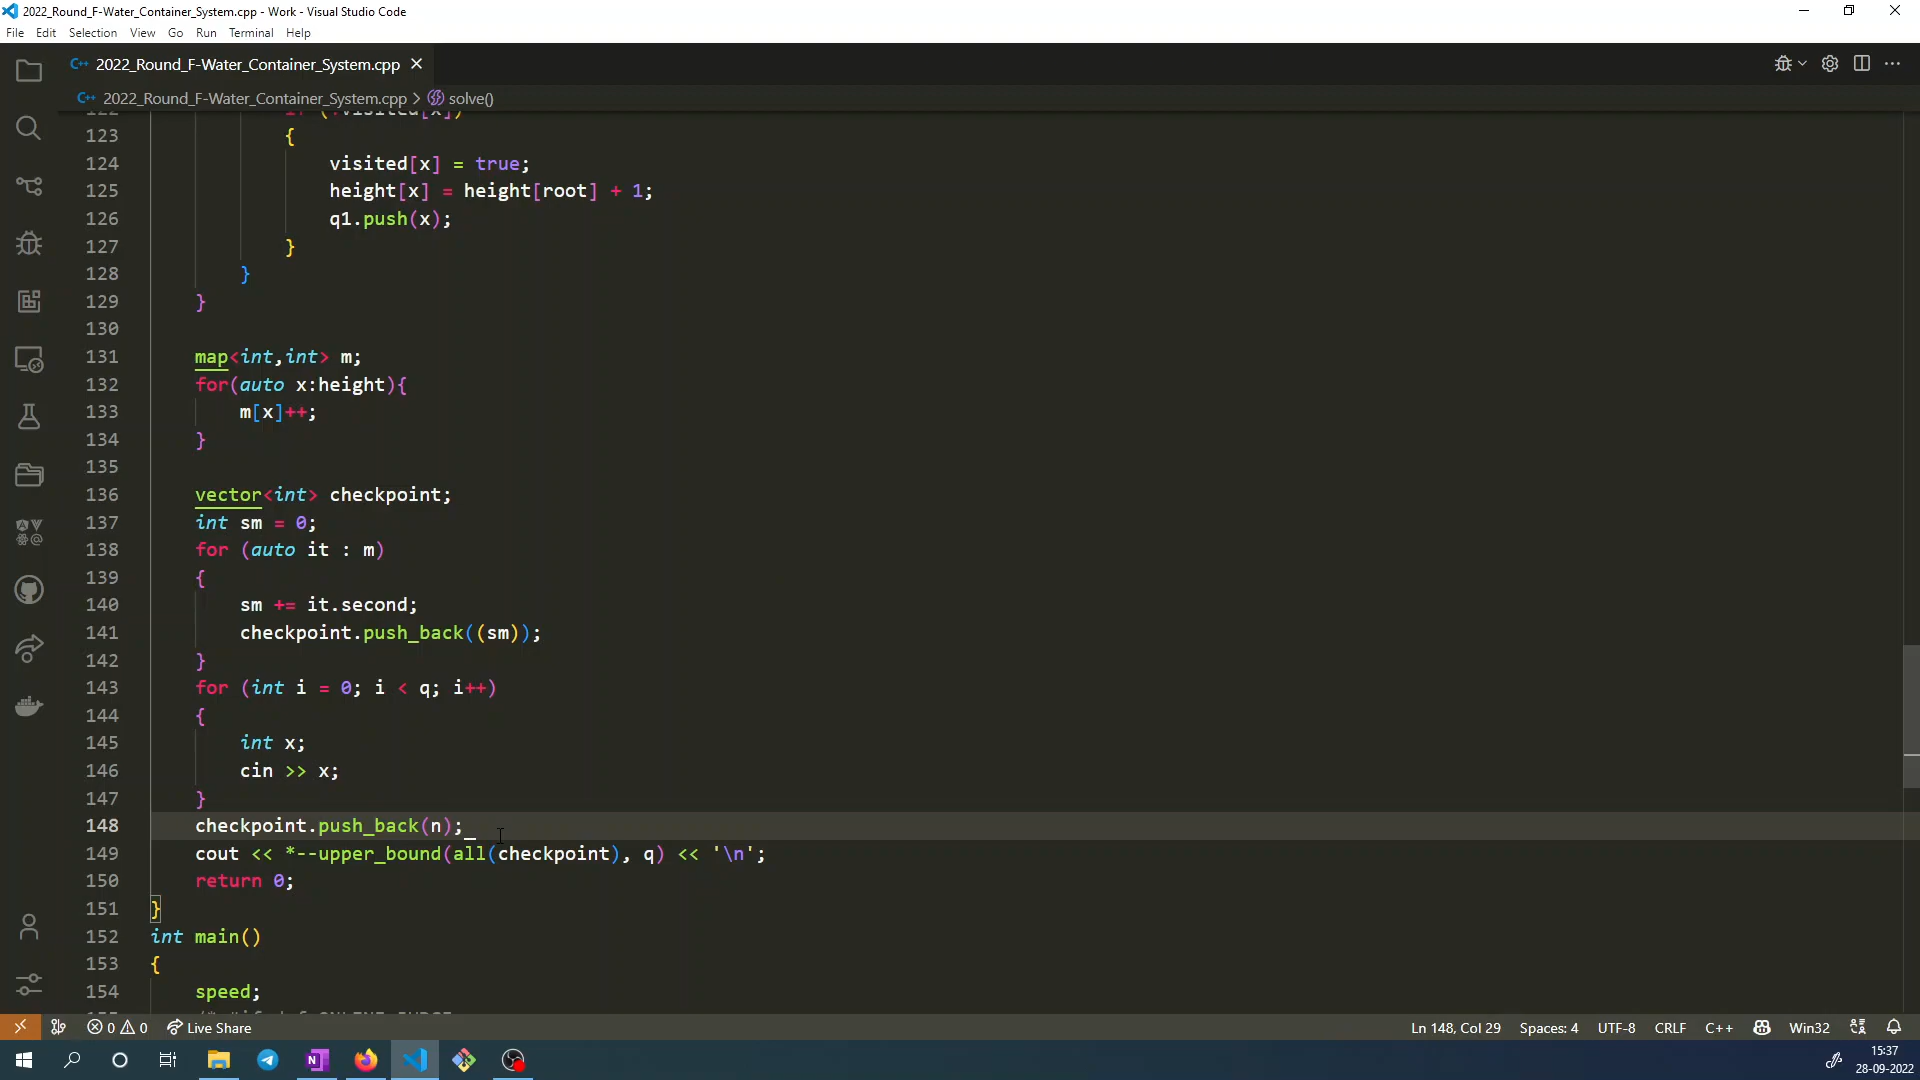 2022_Round_F-Water_Container_System.cpp - Work - Visual Studio Code
File Edit Selection View Go Run Terminal Help
C++ 2022_Round_F-Water_Container_System.cpp
C++ 2022_Round_F-Water_Container_System.cpp > solve()
123 {
124 visited[x] = true;
125 height[x] = height[root] + 1;
126 q1.push(x);
127 }
128 }
129 }
130
131 map<int,int> m;
132 for(auto x:height){
133 m[x]++;
134 }
135
136 vector<int> checkpoint;
137 int sm = 0;
138 for (auto it : m)
139 {
140 sm += it.second;
141 checkpoint.push_back((sm));
142 }
143 for (int i = 0; i < q; i++)
144 {
145 int x;
146 cin >> x;
147 }
148 checkpoint.push_back(n);
149 cout << *--upper_bound(all(checkpoint), q) << '\n';
150 return 0;
151 }
152 int main()
153 {
154 speed;
0 0 Live Share Ln 148, Col 29 Spaces: 4 UTF-8 CRLF C++ Win32
15:37
28-09-2022